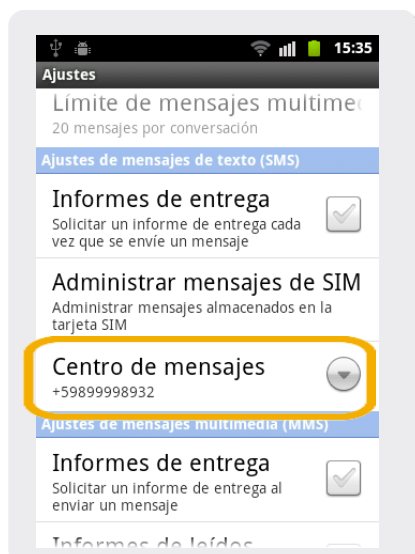 15:35
Ajustes
Límite de mensajes multime
20 mensajes por conversación
Ajustes de mensajes de texto (SMS)
Informes de entrega
Solicitar un informe de entrega cada
vez que se envíe un mensaje
Administrar mensajes de SIM
Administrar mensajes almacenados en la
tarjeta SIM
Centro de mensajes
+59899998932
Ajustes de mensajes multimedia (MMS)
Informes de entrega
Solicitar un informe de entrega al
enviar un mensaje
Informes de leídos